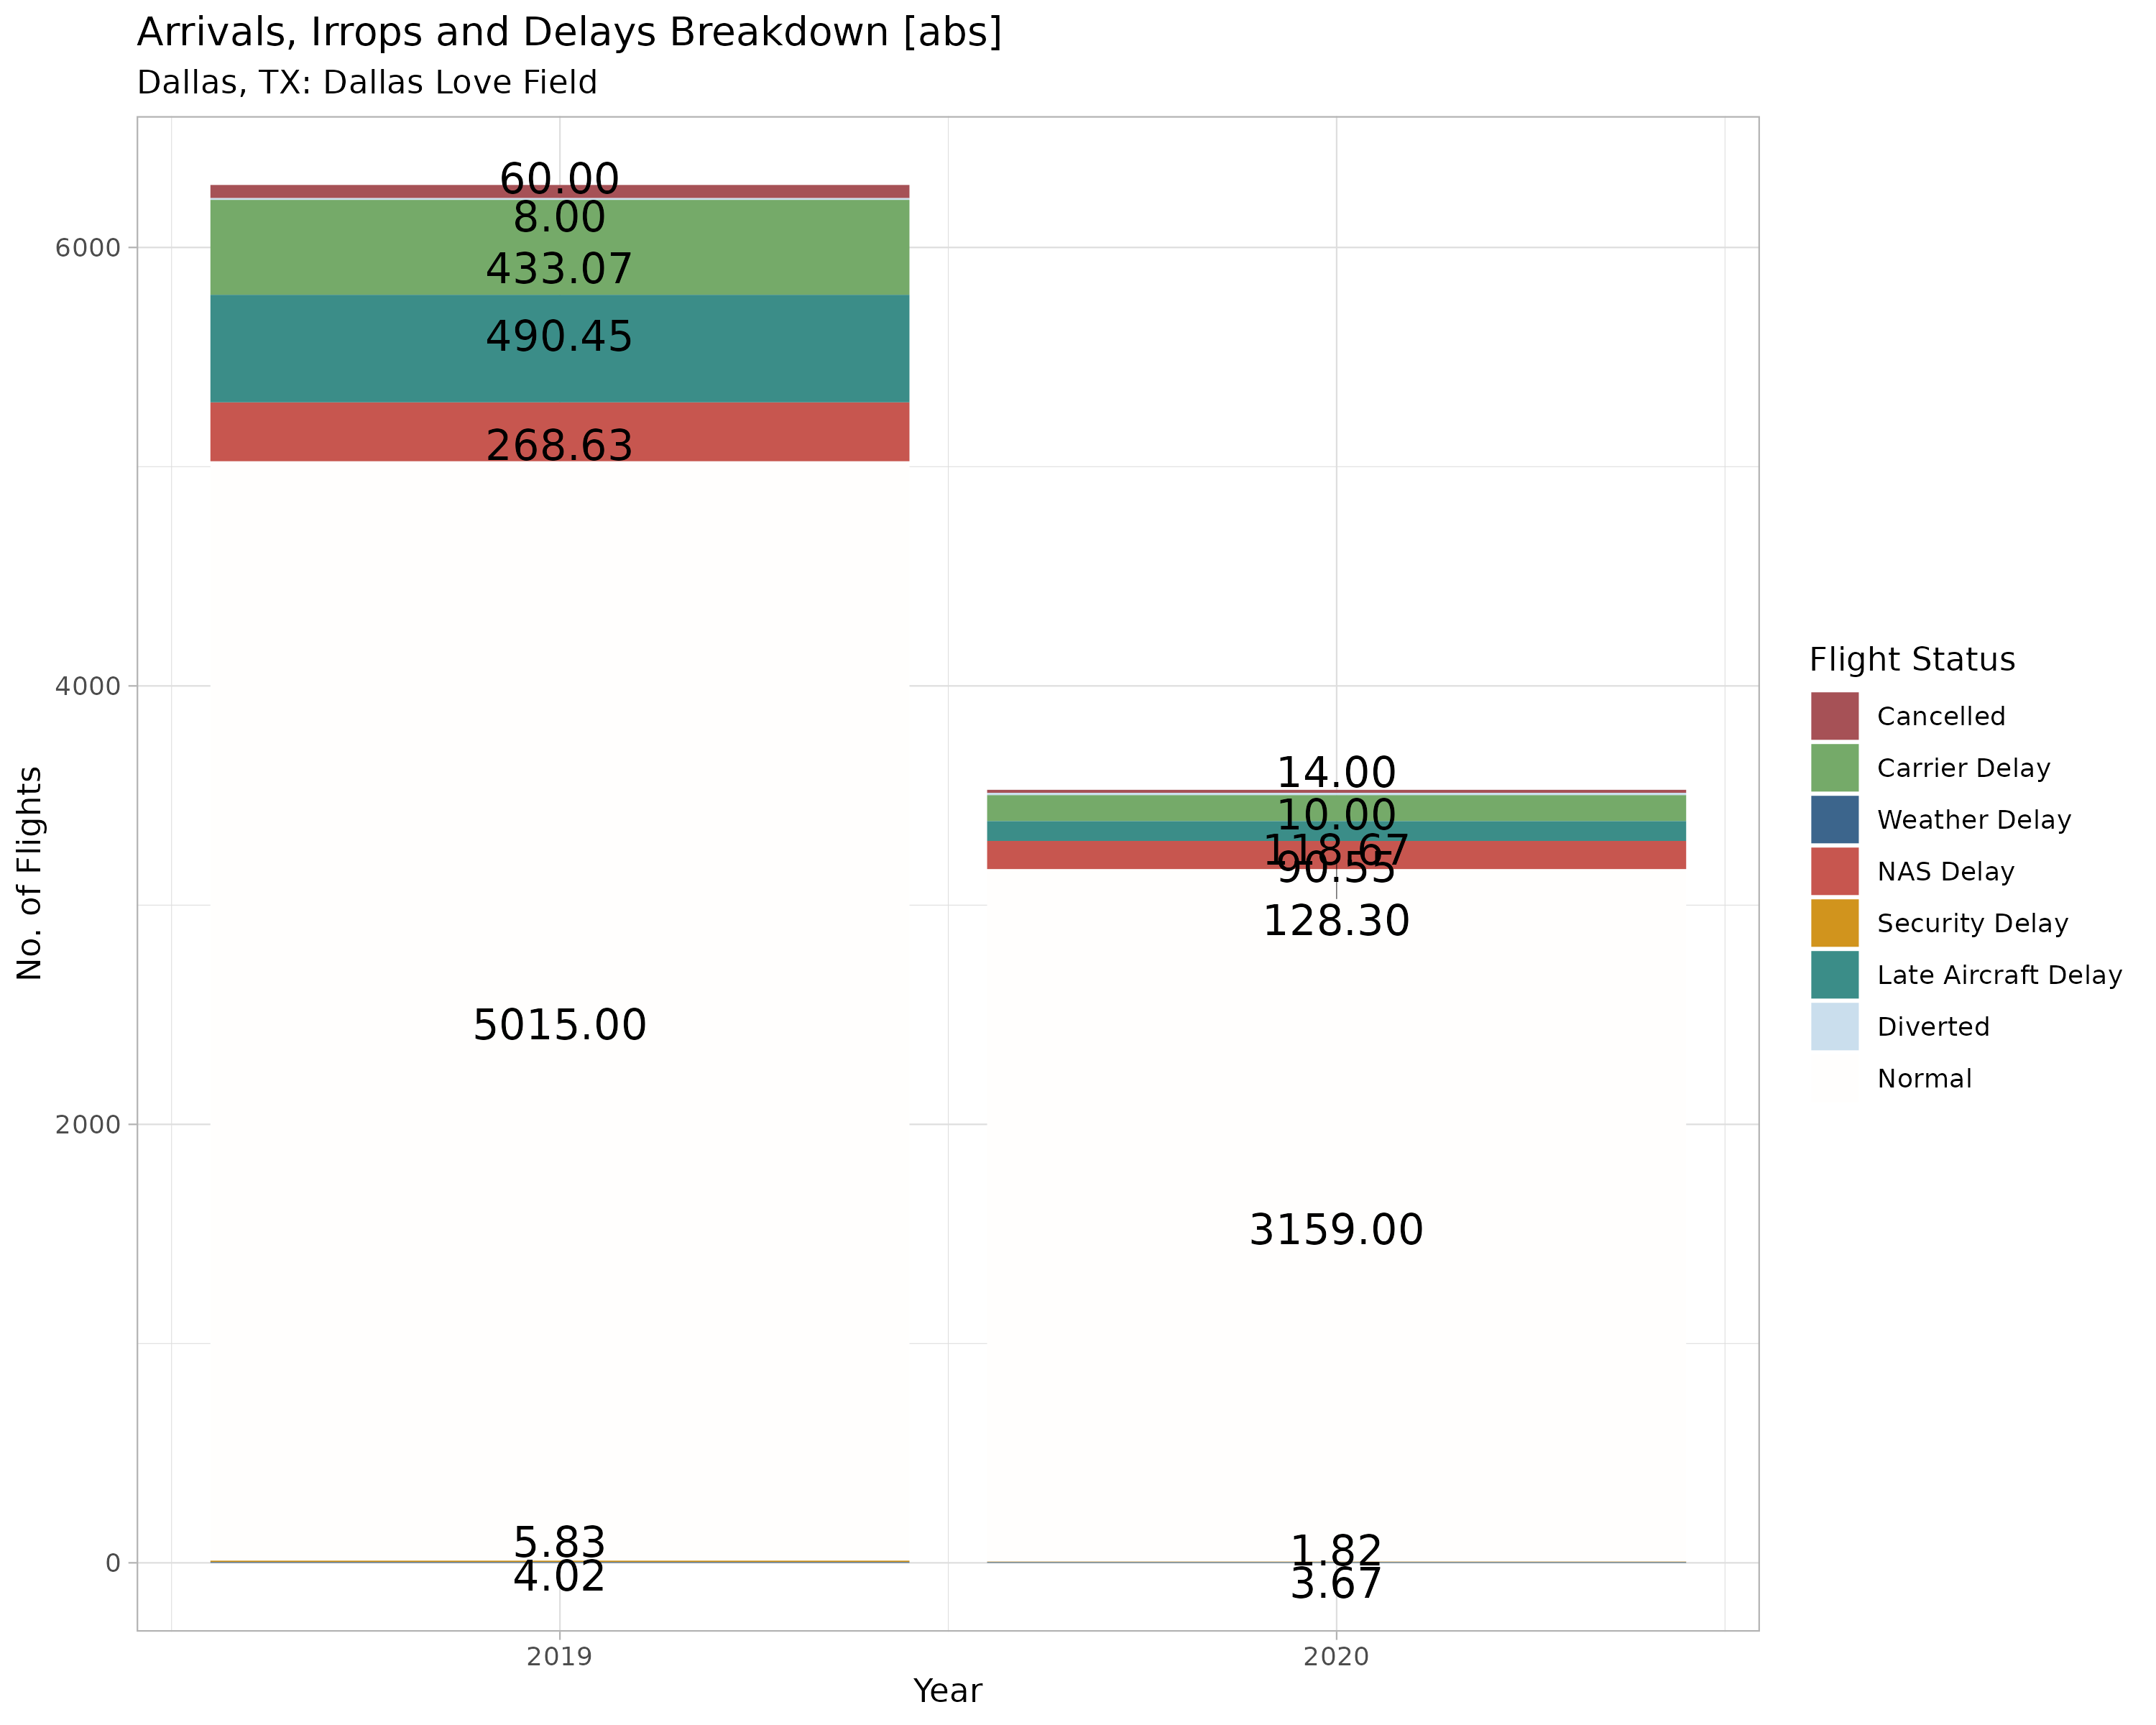 Arrivals, Irrops and Delays Breakdown [abs]
Dallas, TX: Dallas Love Field
No. of Flights
6000
4000
2000
0
60.00
8.00
433.07
490.45
268.63
5015.00
5.83
4.02
14.00
10.00
118.67
90.55
128.30
3159.00
1.82
3.67
2019
2020
Year
Flight Status
Cancelled
Carrier Delay
Weather Delay
NAS Delay
Security Delay
Late Aircraft Delay
Diverted
Normal